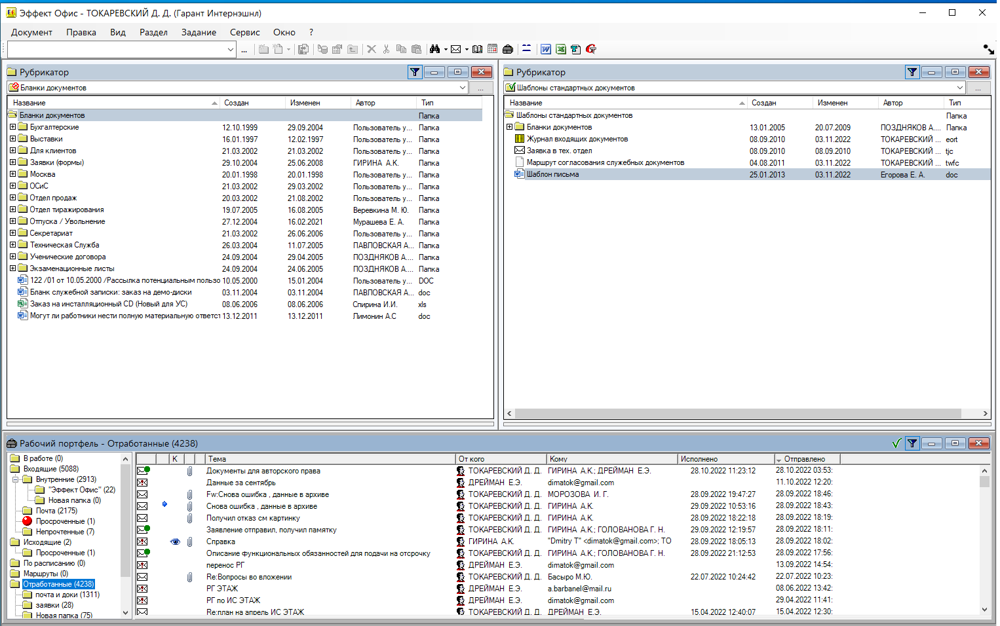 Эффект Офис - ТОКАРЕВСКИЙ Д. Д. (Гарант Интернэшнл)
Документ Правка Вид Раздел Задание Сервис Окно ?
...
Рубрикатор
Бланки документов ...
Название Создан Изменен Автор Тип
Бланки документов Папка
Бухгалтерские 12.10.1999 29.09.2004 Пользователь у... Папка
Выставки 16.01.1997 12.02.1997 Пользователь у... Папка
Для клиентов 21.03.2002 21.03.2002 Пользователь у... Папка
Заявки (формы) 29.10.2004 25.06.2008 ГИРИНА А.К. Папка
Москва 20.01.1998 20.01.1998 Пользователь у... Папка
ОСиС 21.03.2002 29.03.2002 Пользователь у... Папка
Отдел продаж 20.03.2002 21.08.2002 Пользователь у... Папка
Отдел тиражирования 19.07.2005 16.08.2005 Веревкина М. Ю. Папка
Отпуска / Увольнение 27.12.2004 16.02.2021 Мурашева Е. А. Папка
Секретариат 21.03.2002 26.06.2006 Пользователь у... Папка
Техническая Служба 26.03.2004 11.07.2005 ПАВЛОВСКАЯ А... Папка
Ученические договора 24.09.2004 29.04.2005 ПОЗДНЯКОВ А.... Папка
Экзаменационные листы 24.09.2004 24.06.2005 ПОЗДНЯКОВ А.... Папка
122 /01 от 10.05.2000 /Рассылка потенциальным пользо 10.05.2000 15.01.2004 Пользователь у... DOC
Бланк служебной записки: заказ на демо-диски 03.11.2004 03.11.2004 ПАВЛОВСКАЯ А... doc
Заказ на инсталляционный CD (Новый для УС) 08.06.2006 08.06.2006 Спирина И.И. xls
Могут ли работники нести полную материальную ответст 13.12.2011 13.12.2011 Лимонин А.С doc
Рубрикатор
Шаблоны стандартных документов ...
Название Создан Изменен Автор Тип
Шаблоны стандартных документов Папка
Бланки документов 13.01.2005 20.07.2009 ПОЗДНЯКОВ А.... Папка
Журнал входящих документов 08.09.2010 03.11.2022 ТОКАРЕВСКИЙ ... eort
Заявка в тех. отдел 08.09.2010 08.09.2010 ТОКАРЕВСКИЙ ... tjc
Маршрут согласования служебных документов 04.08.2011 03.11.2022 ТОКАРЕВСКИЙ ... twfc
Шаблон письма 25.01.2013 03.11.2022 Егорова Е. А. doc
Рабочий портфель - Отработанные (4238)
В работе (0)
Входящие (5088)
Внутренние (2913)
"Эффект Офис" (22)
Новая папка (0)
Почта (2175)
Просроченные (1)
Непрочтенные (7)
Исходящие (2)
Просроченные (1)
По расписанию (0)
Маршруты (0)
Отработанные (4238)
почта и доки (1311)
заявки (28)
Новая папка (75)
К Тема От кого Кому Исполнено Отправлено
Документы для авторского права ТОКАРЕВСКИЙ Д. Д. ГИРИНА А.К.; ДРЕЙМАН Е.Э. 28.10.2022 11:23:12 28.10.2022 03:53:
Данные за сентябрь ДРЕЙМАН Е.Э. dimatok@gmail.com 11.10.2022 12:20:
Fw:Снова ошибка , данные в архиве ТОКАРЕВСКИЙ Д. Д. МОРОЗОВА И. Г. 28.09.2022 19:47:27 28.09.2022 18:46:
Снова ошибка , данные в архиве ТОКАРЕВСКИЙ Д. Д. ГИРИНА А.К. 29.09.2022 10:53:16 28.09.2022 18:43:
Получил отказ см картинку ТОКАРЕВСКИЙ Д. Д. ГИРИНА А.К. 28.09.2022 18:22:18 28.09.2022 18:19:
Заявление отправил, получил памятку ТОКАРЕВСКИЙ Д. Д. ГИРИНА А.К.; ГОЛОВАНОВА Г. Н. 29.09.2022 12:19:57 28.09.2022 18:11:
Справка ГИРИНА А.К. "Dmitry T" <dimatok@gmail.com>; ТО 28.09.2022 18:05:13 28.09.2022 18:02:
Описание функциональных обязанностей для подачи на отсрочку ТОКАРЕВСКИЙ Д. Д. ГИРИНА А.К.; ГОЛОВАНОВА Г. Н. 28.09.2022 21:12:53 28.09.2022 17:56:
перенос РГ ДРЕЙМАН Е.Э. dimatok@gmail.com 13.09.2022 14:54:
Re:Вопросы во вложении ТОКАРЕВСКИЙ Д. Д. Басыро М.Ю. 22.07.2022 10:24:42 22.07.2022 10:23:
РГ ЭТАЖ ДРЕЙМАН Е.Э. a.barbanel@mail.ru 08.06.2022 13:42:
РГ по ИС ЭТАЖ ДРЕЙМАН Е.Э. dimatok@gmail.com 29.04.2022 11:41:
Re:план на апрель ИС ЭТАЖ ТОКАРЕВСКИЙ Д. Д. ДРЕЙМАН Е.Э. 15.04.2022 12:40:07 15.04.2022 12:30: